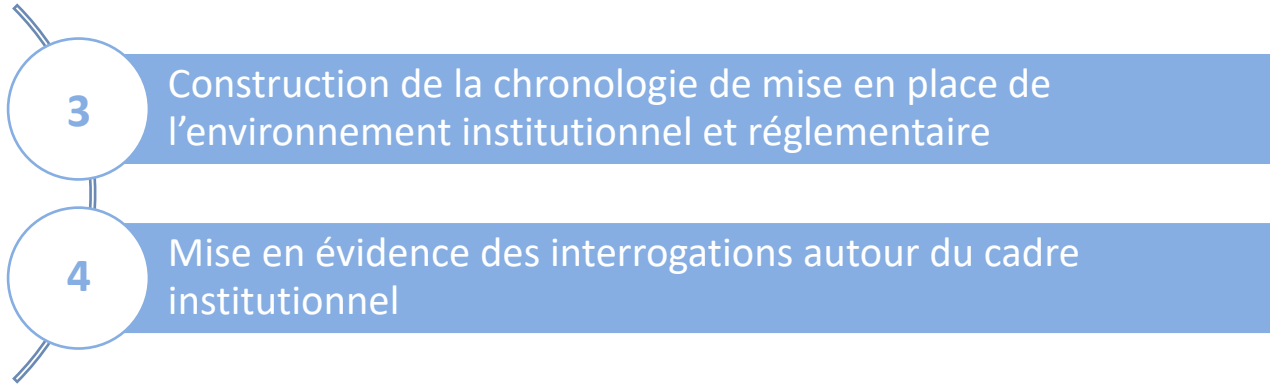 3
Construction de la chronologie de mise en place de
l’environnement institutionnel et réglementaire
4
Mise en évidence des interrogations autour du cadre
institutionnel